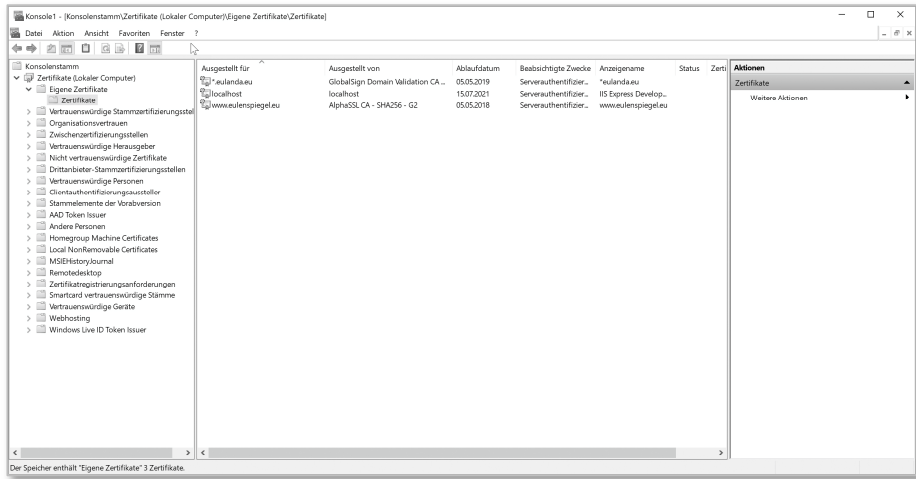 Konsole1 - [Konsolenstamm\Zertifikate (Lokaler Computer)\Eigene Zertifikate\Zertifikate]
Datei Aktion Ansicht Favoriten Fenster ?
Konsolenstamm
Zertifikate (Lokaler Computer)
Eigene Zertifikate
Zertifikate
Vertrauenswürdige Stammzertifizierungsstel
Organisationsvertrauen
Zwischenzertifizierungsstellen
Vertrauenswürdige Herausgeber
Nicht vertrauenswürdige Zertifikate
Drittanbieter-Stammzertifizierungsstellen
Vertrauenswürdige Personen
Clientauthentifizierungsaussteller
Stammelemente der Vorabversion
AAD Token Issuer
Andere Personen
Homegroup Machine Certificates
Local NonRemovable Certificates
MSIEHistoryJournal
Remotedesktop
Zertifikatregistrierungsanforderungen
Smartcard vertrauenswürdige Stämme
Vertrauenswürdige Geräte
Webhosting
Windows Live ID Token Issuer
Ausgestellt für Ausgestellt von Ablaufdatum Beabsichtigte Zwecke Anzeigename Status Zerti
*.eulanda.eu GlobalSign Domain Validation CA ... 05.05.2019 Serverauthentifizier... *eulanda.eu
localhost localhost 15.07.2021 Serverauthentifizier... IIS Express Develop...
www.eulenspiegel.eu AlphaSSL CA - SHA256 - G2 05.05.2018 Serverauthentifizier... www.eulenspiegel.eu
Aktionen
Zertifikate
Weitere Aktionen
Der Speicher enthält "Eigene Zertifikate" 3 Zertifikate.